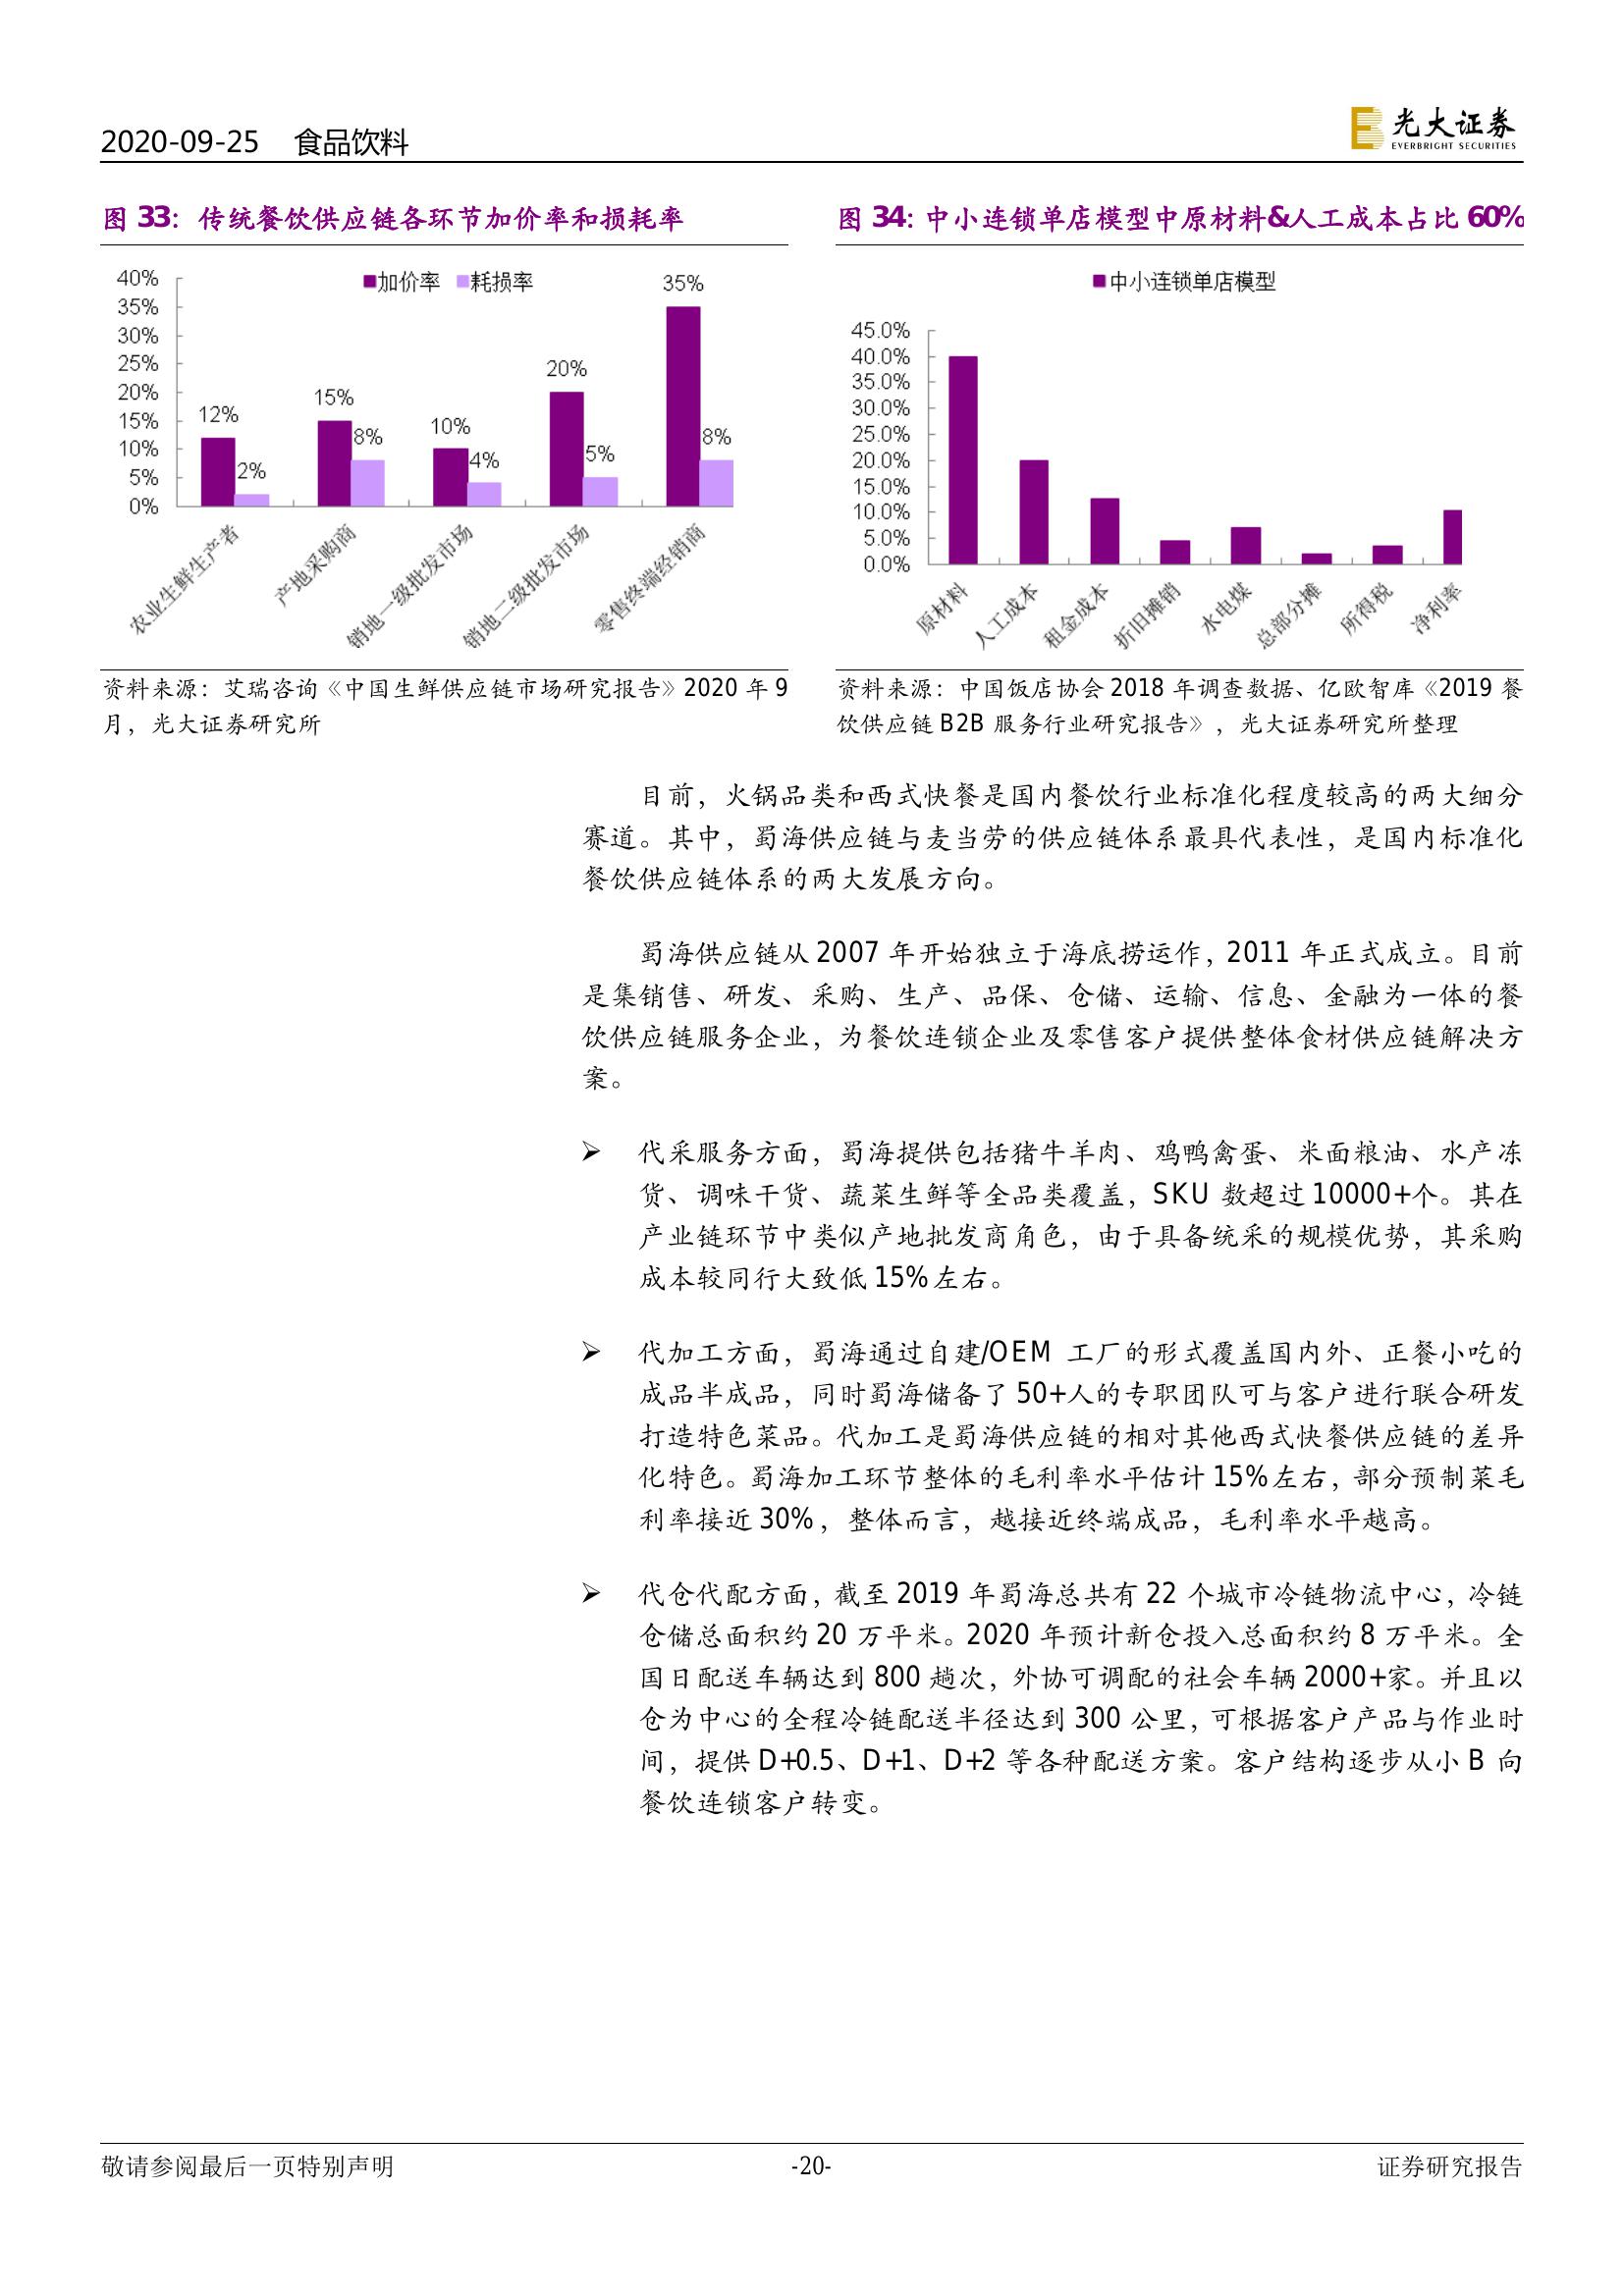 2020-09-25 食品饮料
光大证券
EVERBRIGHT SECURITIES
图 33：传统餐饮供应链各环节加价率和损耗率
加价率 耗损率
40%
35%
30%
25%
20%
15%
10%
5%
0%
12%
2%
15%
8%
10%
4%
20%
5%
35%
8%
农业生鲜生产者
产地采购商
销地一级批发市场
销地二级批发市场
零售终端经销商
资料来源：艾瑞咨询《中国生鲜供应链市场研究报告》2020 年 9
月，光大证券研究所
图 34：中小连锁单店模型中原材料&人工成本占比 60%
中小连锁单店模型
45.0%
40.0%
35.0%
30.0%
25.0%
20.0%
15.0%
10.0%
5.0%
0.0%
原材料
人工成本
租金成本
折旧摊销
水电煤
总部分摊
所得税
净利率
资料来源：中国饭店协会 2018 年调查数据、亿欧智库《2019 餐
饮供应链 B2B 服务行业研究报告》，光大证券研究所整理
目前，火锅品类和西式快餐是国内餐饮行业标准化程度较高的两大细分
赛道。其中，蜀海供应链与麦当劳的供应链体系最具代表性，是国内标准化
餐饮供应链体系的两大发展方向。
蜀海供应链从 2007 年开始独立于海底捞运作，2011 年正式成立。目前
是集销售、研发、采购、生产、品保、仓储、运输、信息、金融为一体的餐
饮供应链服务企业，为餐饮连锁企业及零售客户提供整体食材供应链解决方
案。
➢ 代采服务方面，蜀海提供包括猪牛羊肉、鸡鸭禽蛋、米面粮油、水产冻
货、调味干货、蔬菜生鲜等全品类覆盖，SKU 数超过 10000+个。其在
产业链环节中类似产地批发商角色，由于具备统采的规模优势，其采购
成本较同行大致低 15%左右。
➢ 代加工方面，蜀海通过自建/OEM 工厂的形式覆盖国内外、正餐小吃的
成品半成品，同时蜀海储备了 50+人的专职团队可与客户进行联合研发
打造特色菜品。代加工是蜀海供应链的相对其他西式快餐供应链的差异
化特色。蜀海加工环节整体的毛利率水平估计 15%左右，部分预制菜毛
利率接近 30%，整体而言，越接近终端成品，毛利率水平越高。
➢ 代仓代配方面，截至 2019 年蜀海总共有 22 个城市冷链物流中心，冷链
仓储总面积约 20 万平米。2020 年预计新仓投入总面积约 8 万平米。全
国日配送车辆达到 800 趟次，外协可调配的社会车辆 2000+家。并且以
仓为中心的全程冷链配送半径达到 300 公里，可根据客户产品与作业时
间，提供 D+0.5、D+1、D+2 等各种配送方案。客户结构逐步从小 B 向
餐饮连锁客户转变。
敬请参阅最后一页特别声明 -20- 证券研究报告